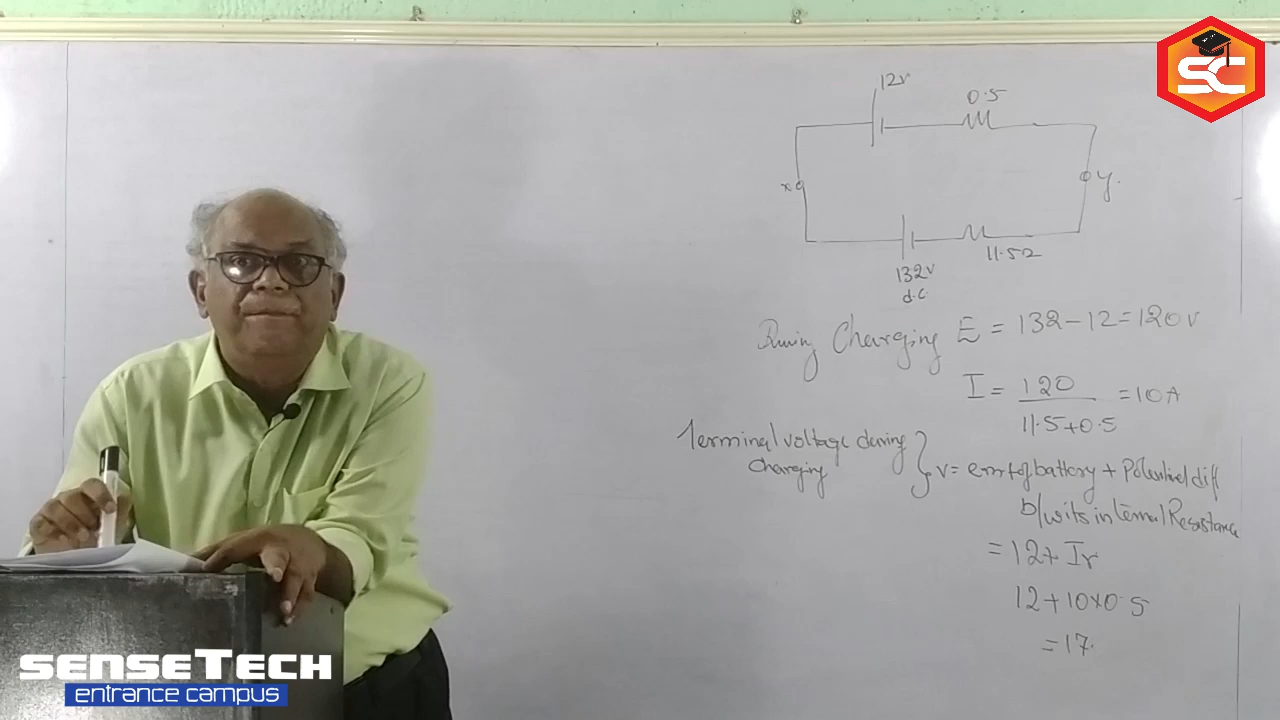 SC
12V
0.5
x
y.
11.5Ω
132V
d.c.
During Charging E = 132 - 12 = 120V
I = 120
11.5+0.5
= 10A
Terminal voltage during
Charging
} V = emf of battery + Potential diff
b/w its internal Resistance
= 12 + Ir
12 + 10 × 0.5
= 17.
senseTech
entrance campus